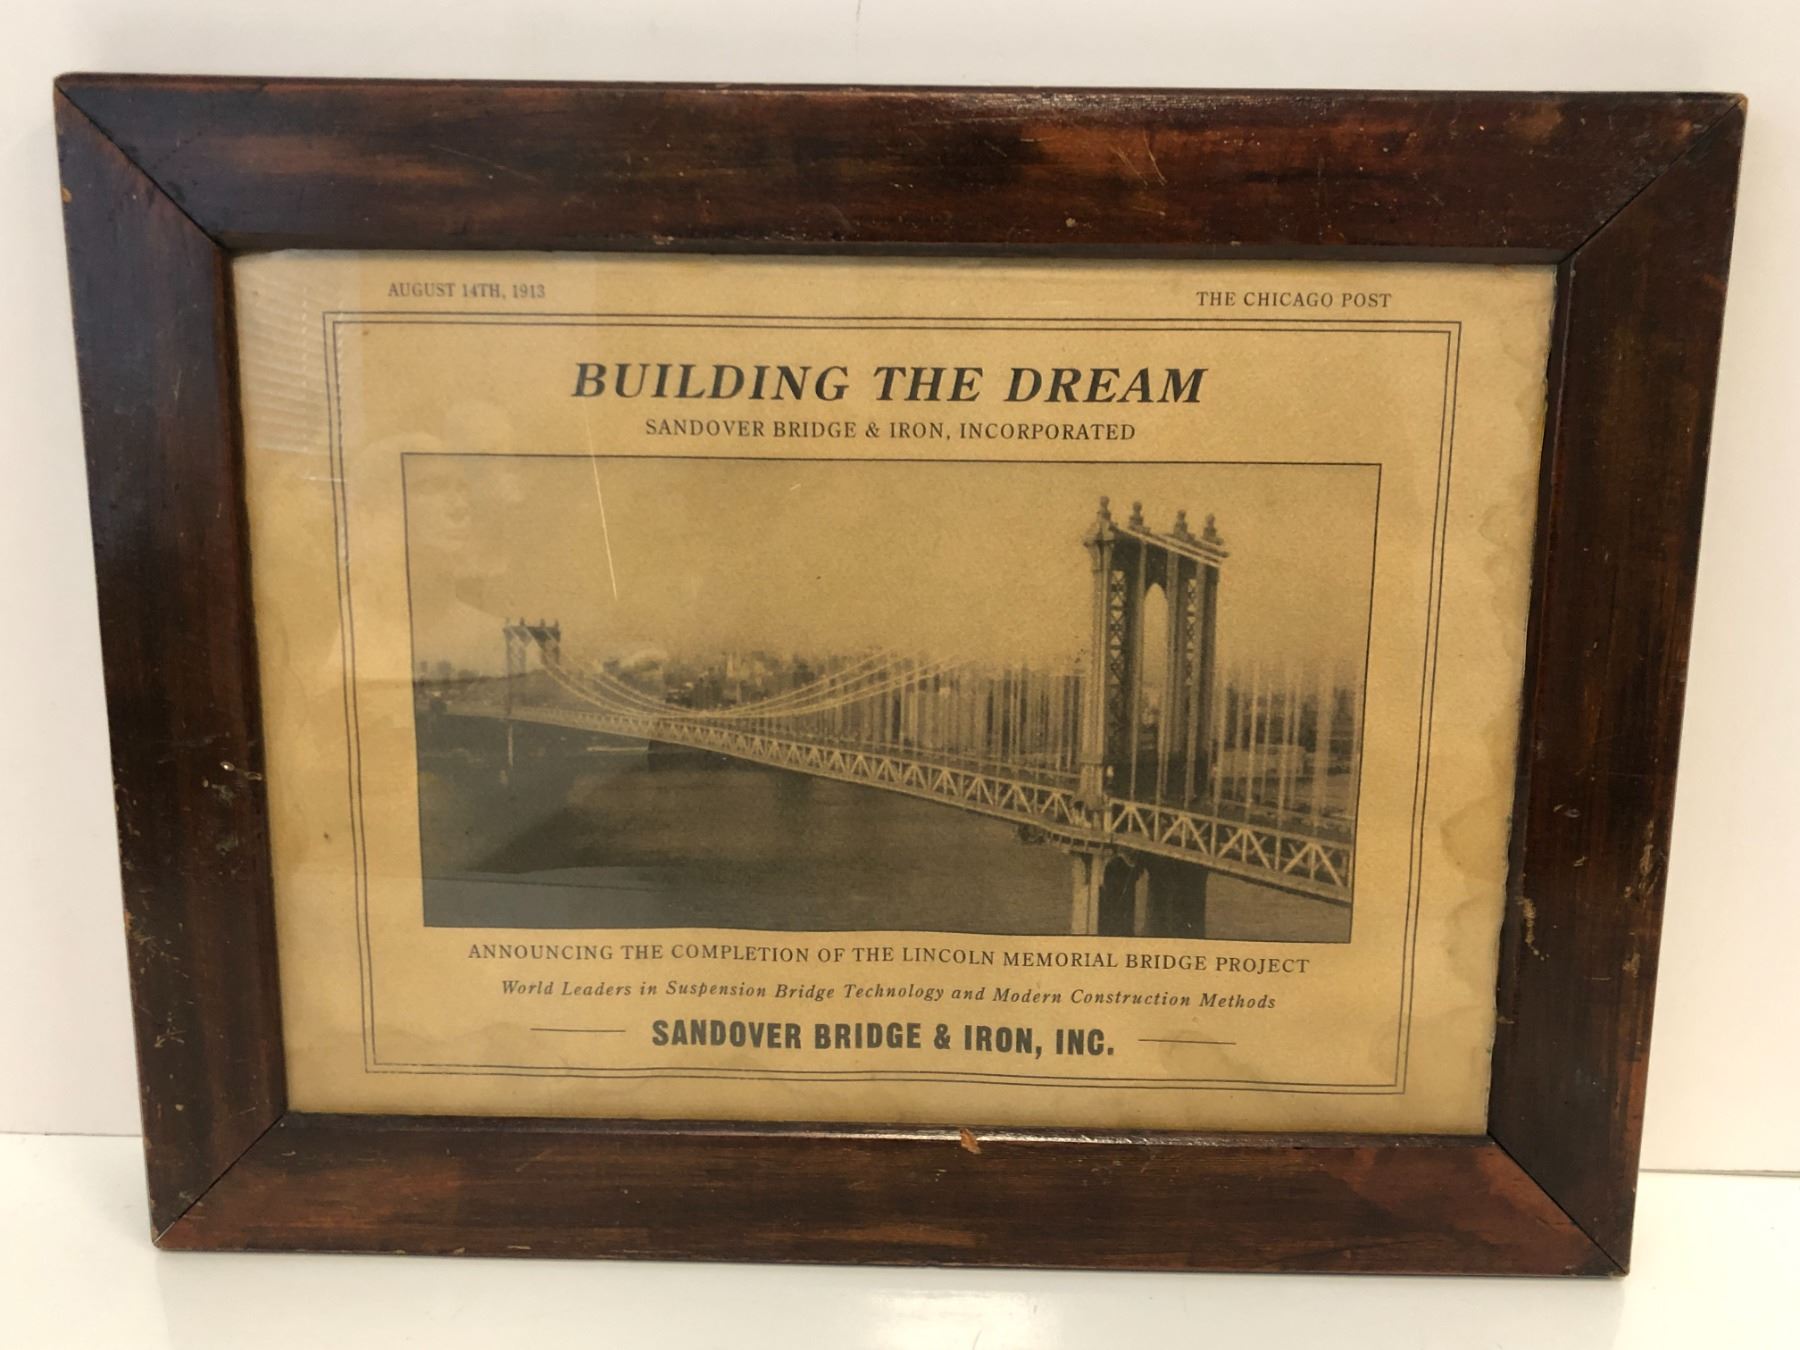 AUGUST 14TH, 1913
THE CHICAGO POST
BUILDING THE DREAM
SANDOVER BRIDGE & IRON, INCORPORATED
ANNOUNCING THE COMPLETION OF THE LINCOLN MEMORIAL BRIDGE PROJECT
World Leaders in Suspension Bridge Technology and Modern Construction Methods
SANDOVER BRIDGE & IRON, INC.